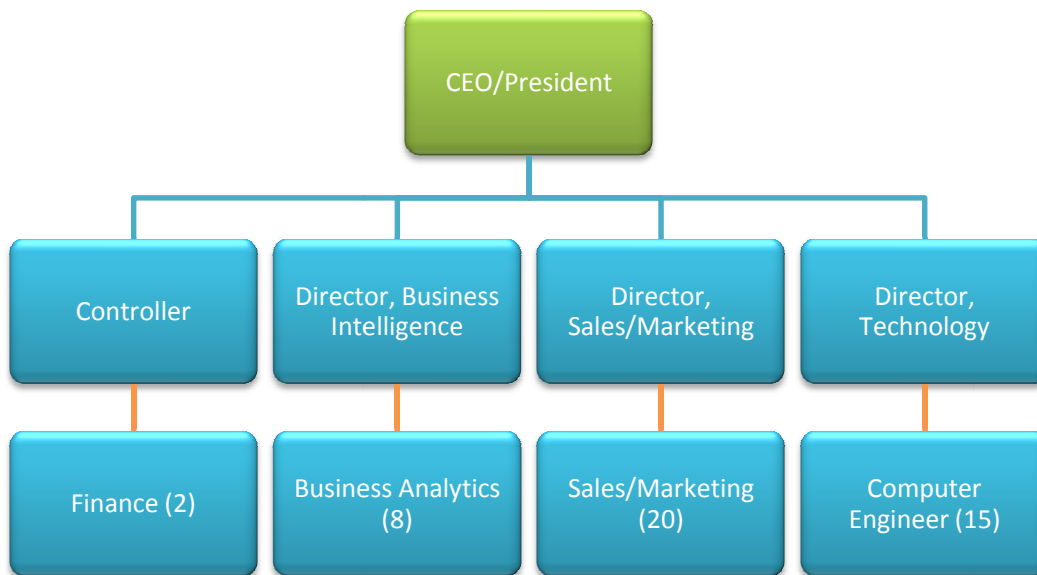 CEO/President
Controller
Director, Business
Intelligence
Director,
Sales/Marketing
Director,
Technology
Finance (2)
Business Analytics
(8)
Sales/Marketing
(20)
Computer
Engineer (15)